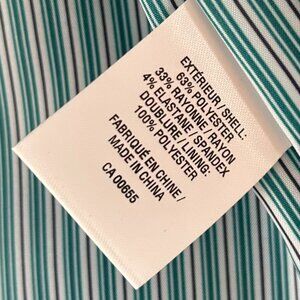 EXTÉRIEUR / SHELL:
63% POLYESTER
33% RAYONNE / RAYON
4% ELASTANE / SPANDEX
DOUBLURE / LINING:
100% POLYESTER
FABRIQUÉ EN CHINE /
MADE IN CHINA
CA 00655